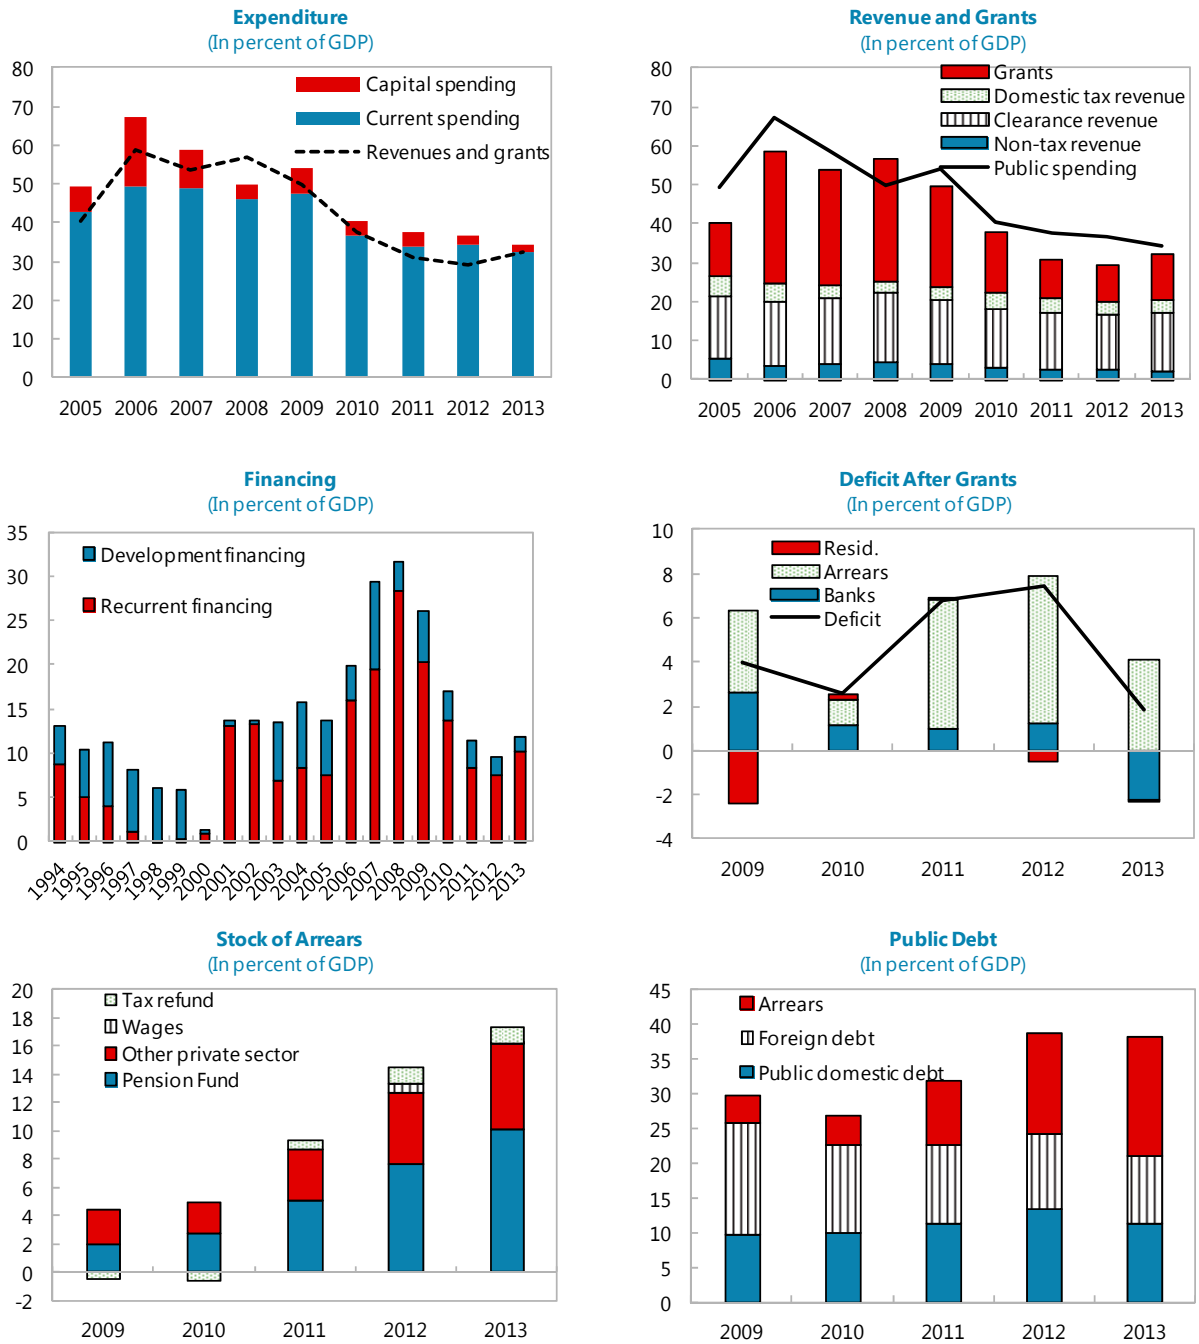 Expenditure
(In percent of GDP)
80
70
60
50
40
30
20
10
0
Capital spending
Current spending
Revenues and grants
2005 2006 2007 2008 2009 2010 2011 2012 2013
Revenue and Grants
(In percent of GDP)
80
70
60
50
40
30
20
10
0
Grants
Domestic tax revenue
Clearance revenue
Non-tax revenue
Public spending
2005 2006 2007 2008 2009 2010 2011 2012 2013
Financing
(In percent of GDP)
35
30
25
20
15
10
5
0
Development financing
Recurrent financing
1994 1995 1996 1997 1998 1999 2000 2001 2002 2003 2004 2005 2006 2007 2008 2009 2010 2011 2012 2013
Deficit After Grants
(In percent of GDP)
10
8
6
4
2
0
-2
-4
Resid.
Arrears
Banks
Deficit
2009 2010 2011 2012 2013
Stock of Arrears
(In percent of GDP)
20
18
16
14
12
10
8
6
4
2
0
-2
Tax refund
Wages
Other private sector
Pension Fund
2009 2010 2011 2012 2013
Public Debt
(In percent of GDP)
45
40
35
30
25
20
15
10
5
0
Arrears
Foreign debt
Public domestic debt
2009 2010 2011 2012 2013